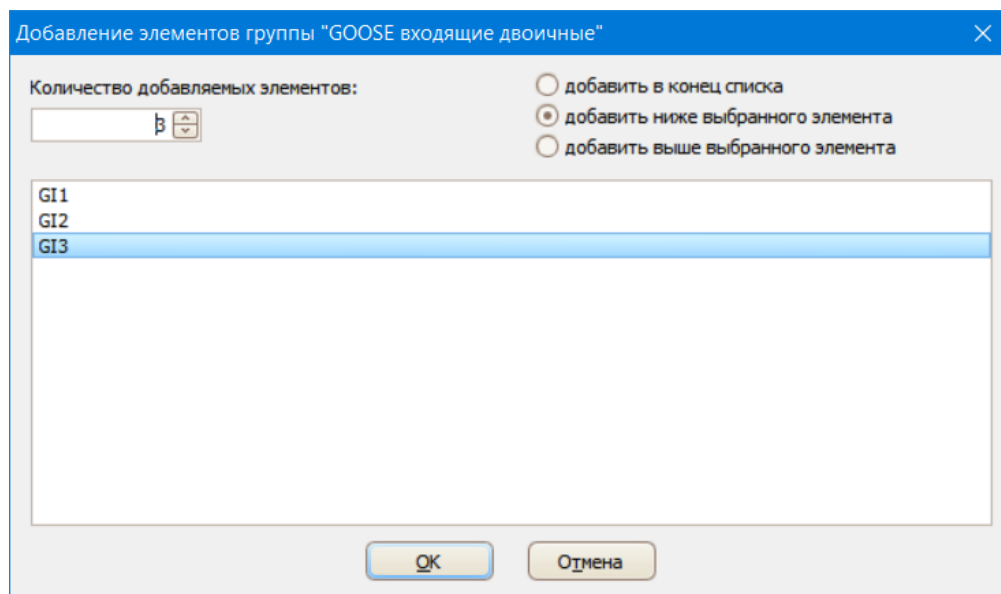 Добавление элементов группы "GOOSE входящие двоичные"
Количество добавляемых элементов:
3
добавить в конец списка
добавить ниже выбранного элемента
добавить выше выбранного элемента
GI1
GI2
GI3
OK
Отмена